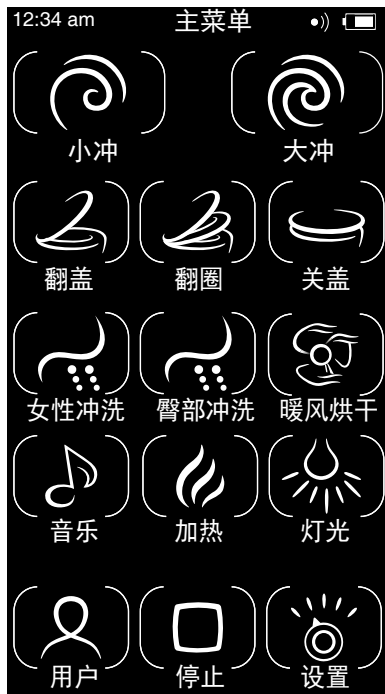 12:34 am 主菜单
小冲 大冲
翻盖 翻圈 关盖
女性冲洗 臀部冲洗 暖风烘干
音乐 加热 灯光
用户 停止 设置